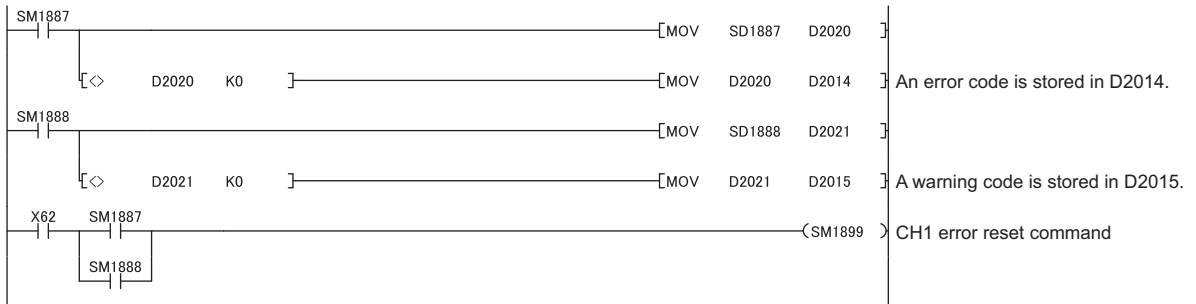 SM1887
[MOV SD1887 D2020 ]
[<> D2020 K0 ] [MOV D2020 D2014 ] An error code is stored in D2014.
SM1888
[MOV SD1888 D2021 ]
[<> D2021 K0 ] [MOV D2021 D2015 ] A warning code is stored in D2015.
X62 SM1887
(SM1899 ) CH1 error reset command
SM1888